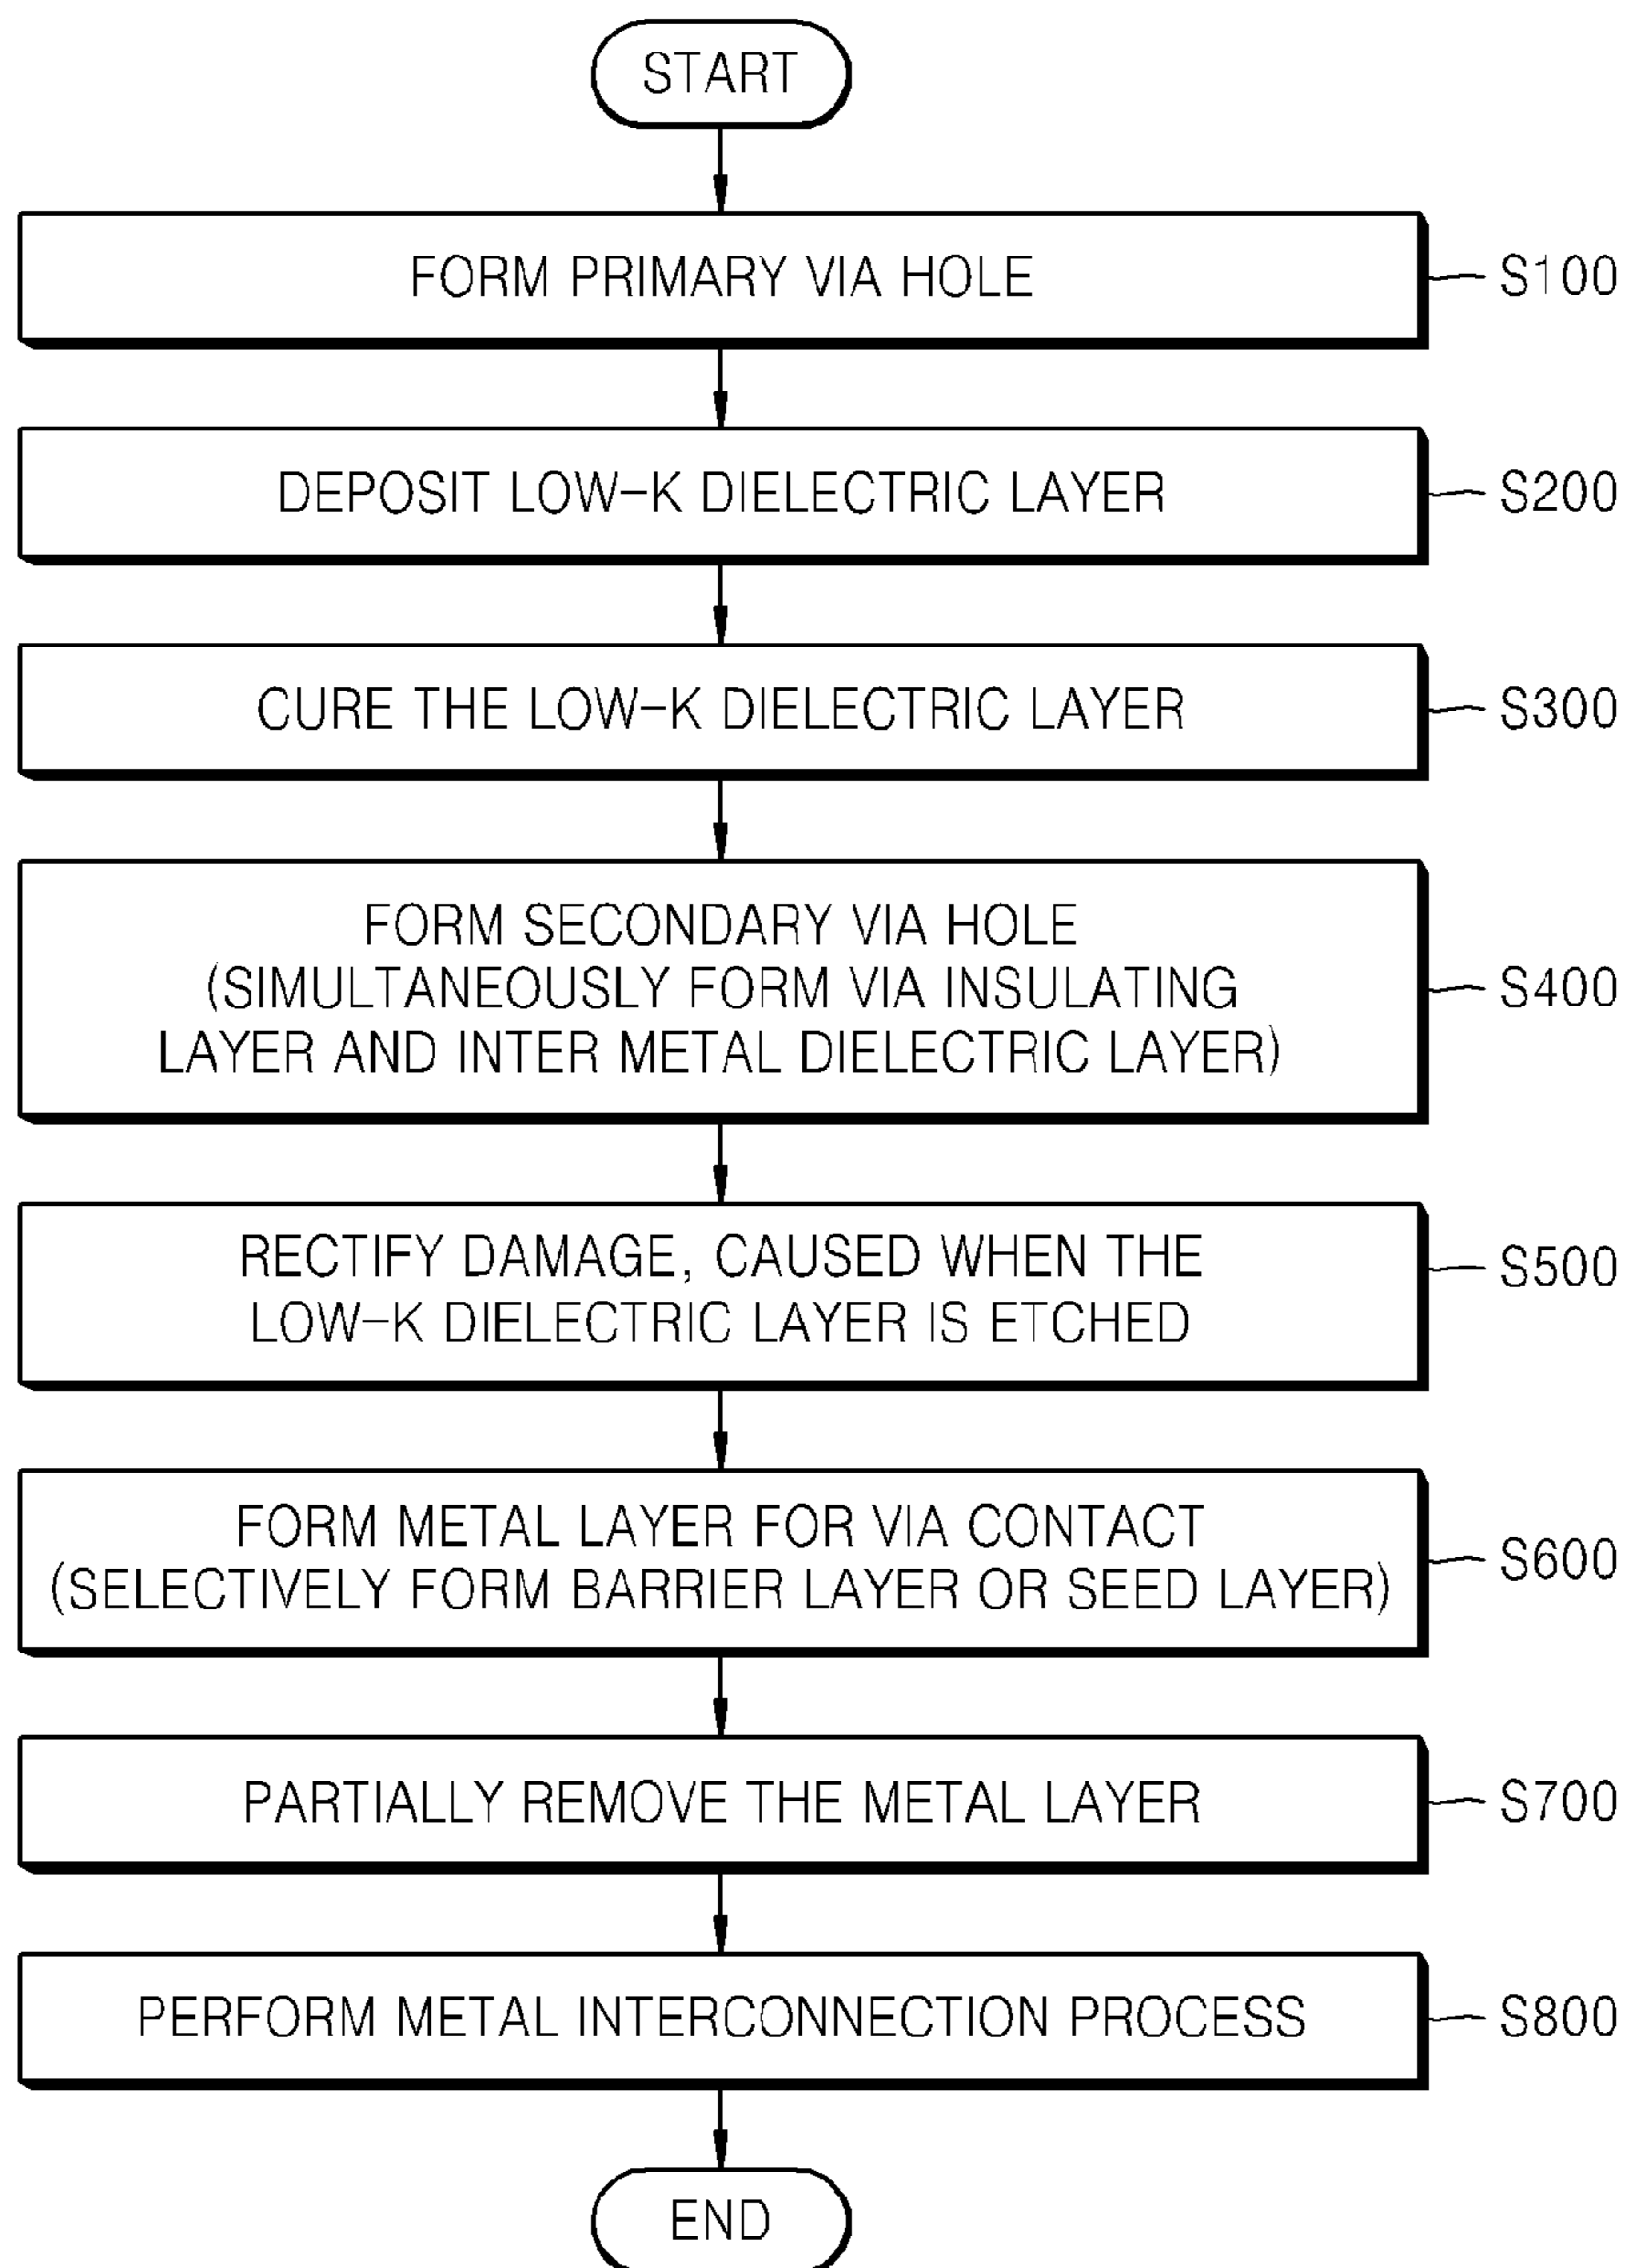 START
FORM PRIMARY VIA HOLE
S100
DEPOSIT LOW-K DIELECTRIC LAYER
S200
CURE THE LOW-K DIELECTRIC LAYER
S300
FORM SECONDARY VIA HOLE
(SIMULTANEOUSLY FORM VIA INSULATING
LAYER AND INTER METAL DIELECTRIC LAYER)
S400
RECTIFY DAMAGE, CAUSED WHEN THE
LOW-K DIELECTRIC LAYER IS ETCHED
S500
FORM METAL LAYER FOR VIA CONTACT
(SELECTIVELY FORM BARRIER LAYER OR SEED LAYER)
S600
PARTIALLY REMOVE THE METAL LAYER
S700
PERFORM METAL INTERCONNECTION PROCESS
S800
END